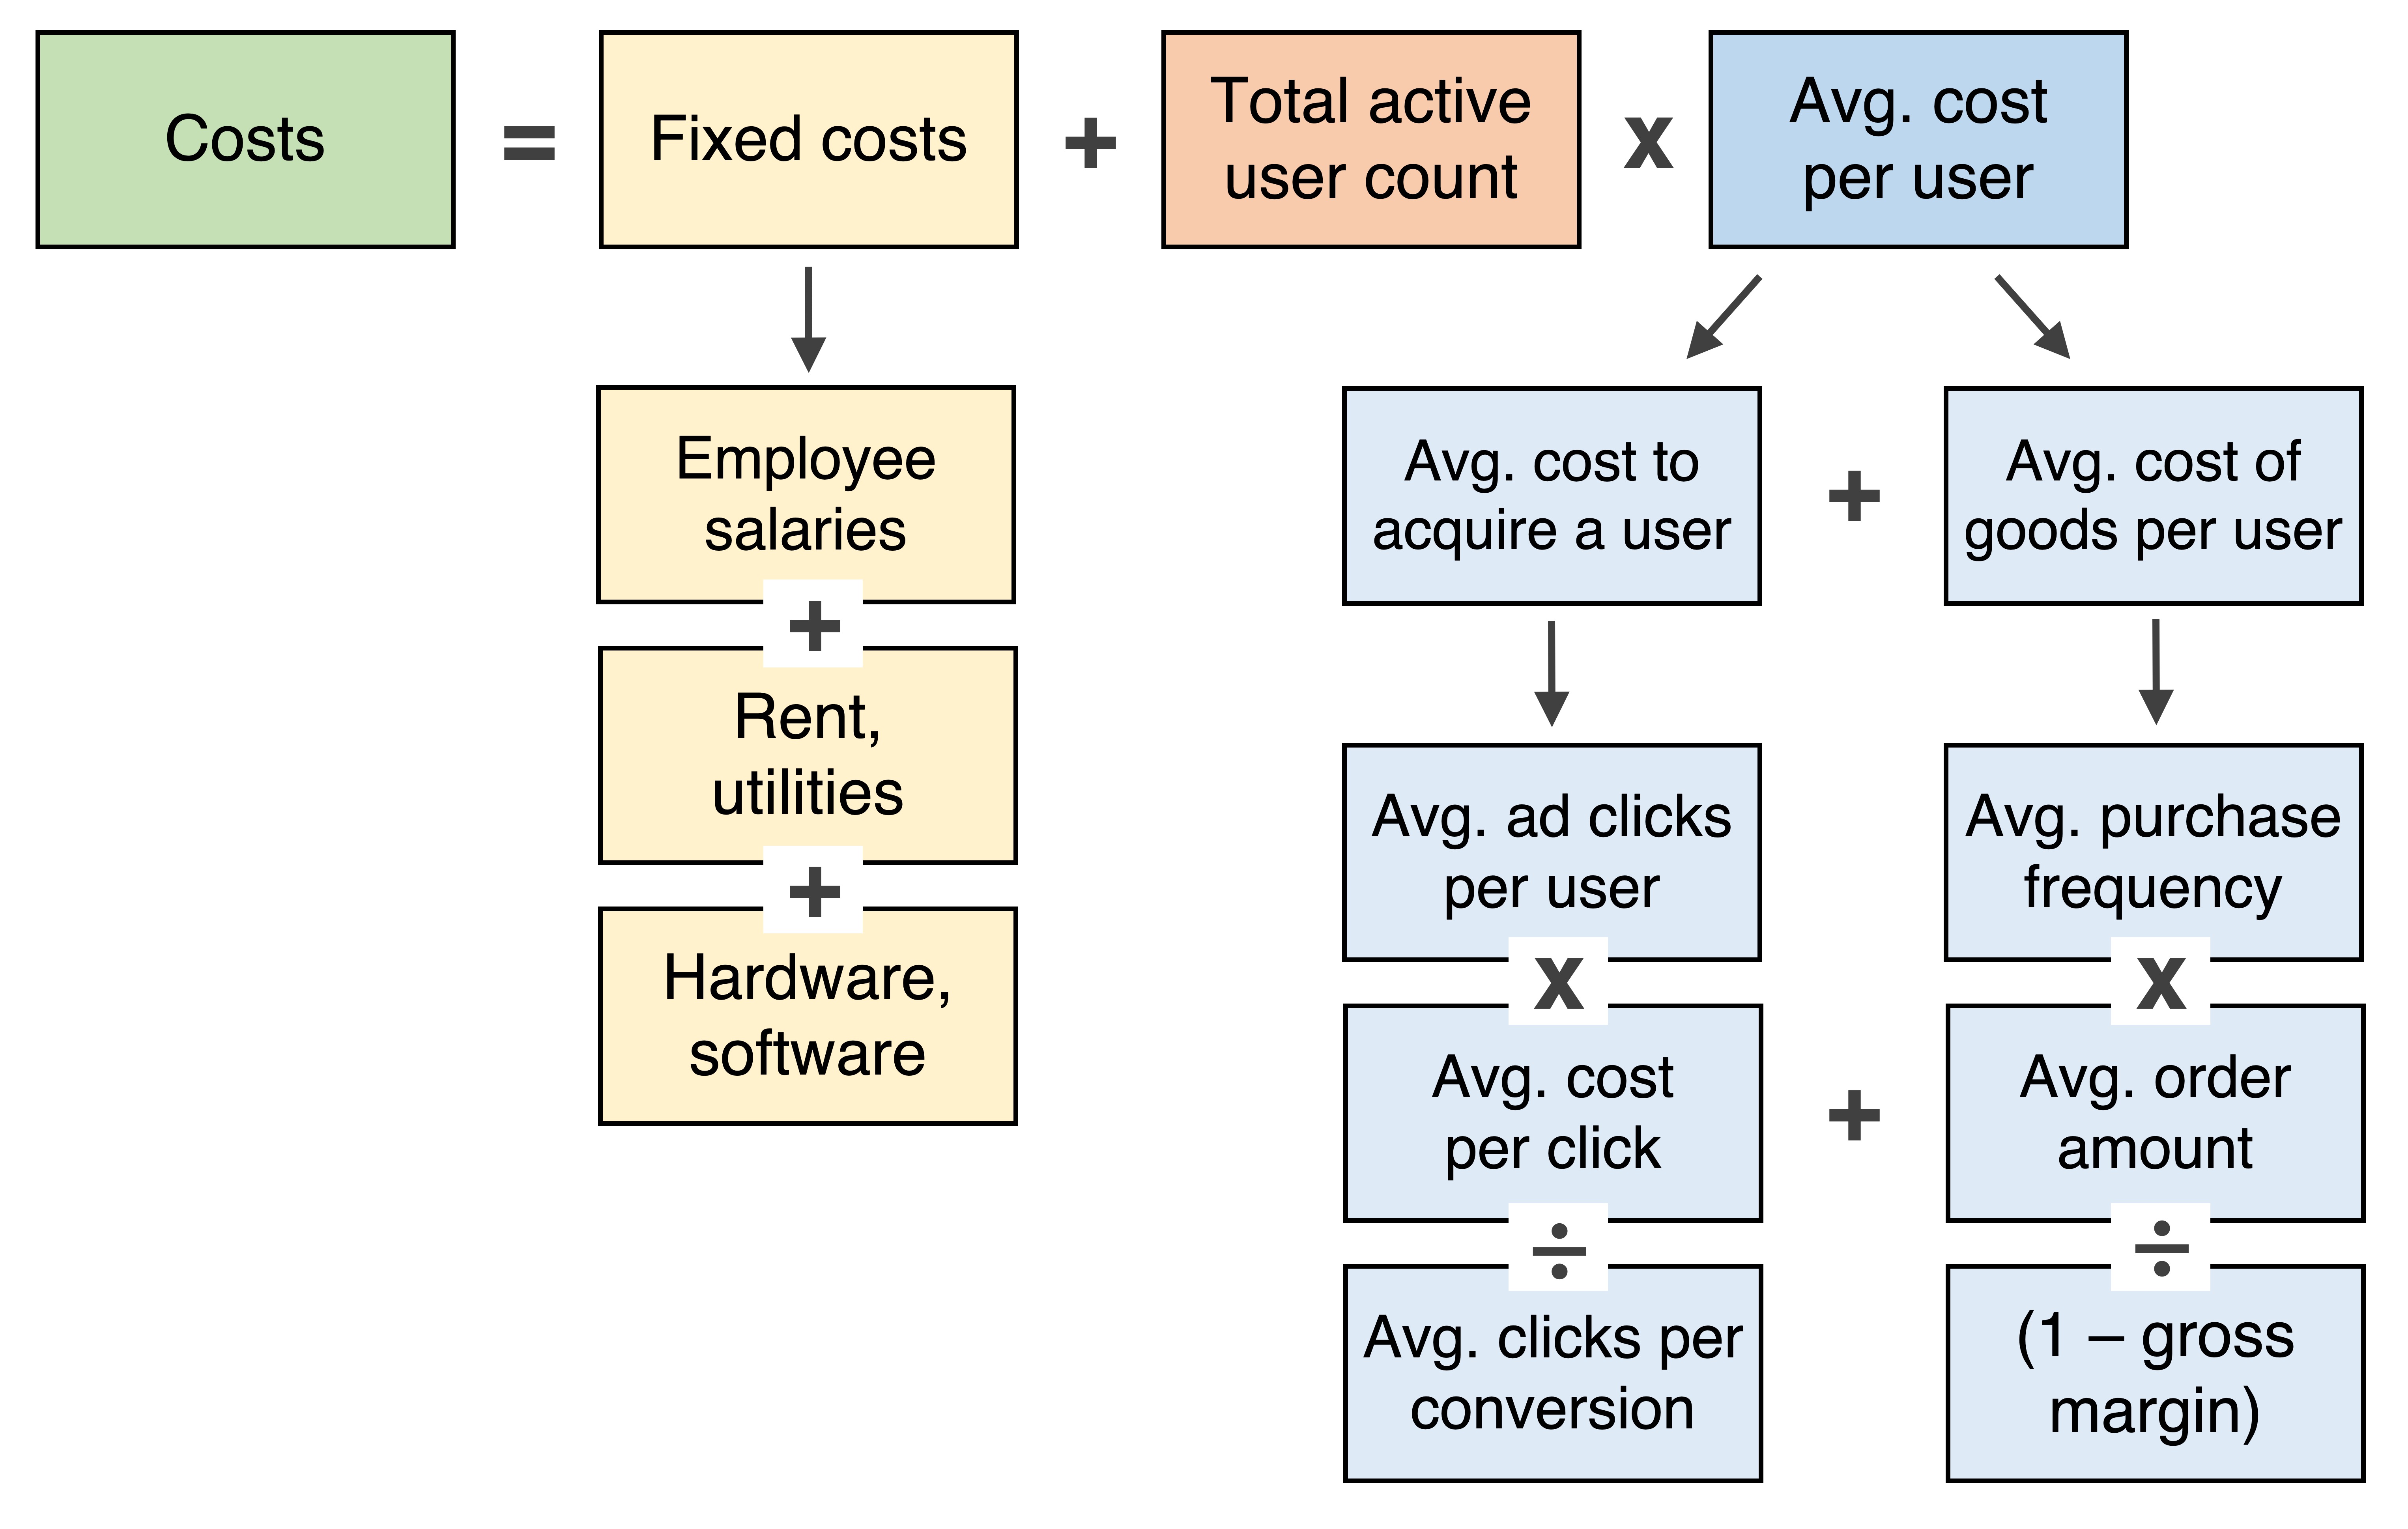 Costs
=
Fixed costs
+
Total active
user count
x
Avg. cost
per user
Employee
salaries
+
Rent,
utilities
+
Hardware,
software
Avg. cost to
acquire a user
+
Avg. cost of
goods per user
Avg. ad clicks
per user
x
Avg. cost
per click
÷
Avg. clicks per
conversion
+
Avg. purchase
frequency
x
Avg. order
amount
÷
(1 – gross
margin)